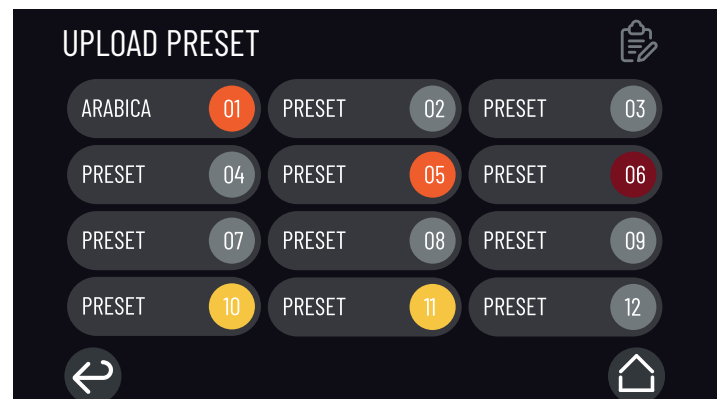 UPLOAD PRESET
ARABICA 01 PRESET 02 PRESET 03
PRESET 04 PRESET 05 PRESET 06
PRESET 07 PRESET 08 PRESET 09
PRESET 10 PRESET 11 PRESET 12